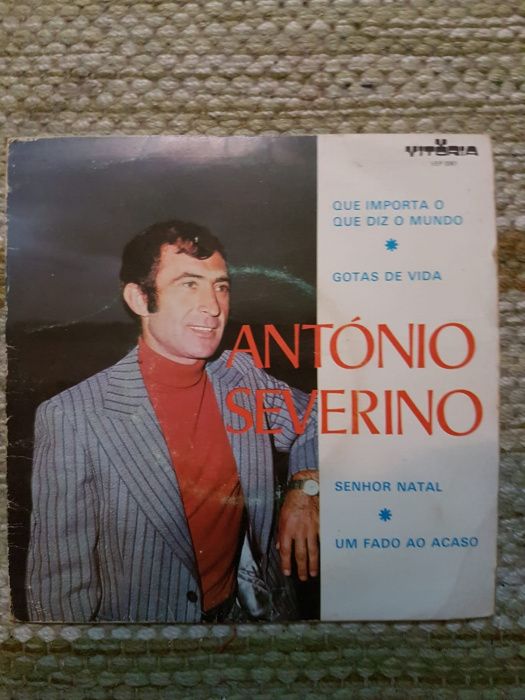 VITÓRIA
QUE IMPORTA O
QUE DIZ O MUNDO
GOTAS DE VIDA
ANTÓNIO
SEVERINO
SENHOR NATAL
UM FADO AO ACASO